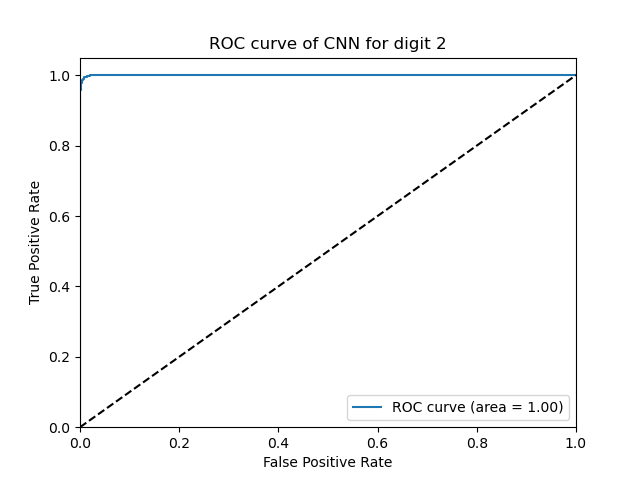 ROC curve of CNN for digit 2
True Positive Rate
1.0
0.8
0.6
0.4
0.2
0.0
ROC curve (area = 1.00)
0.0 0.2 0.4 0.6 0.8 1.0
False Positive Rate